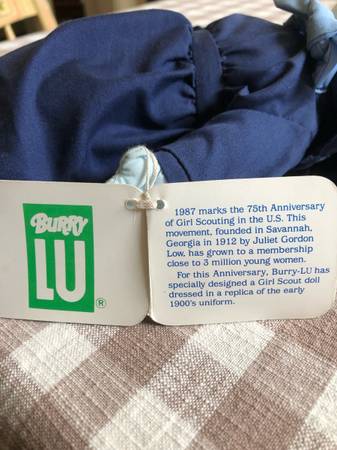 BURRY
LU
®
1987 marks the 75th Anniversary
of Girl Scouting in the U.S. This
movement, founded in Savannah,
Georgia in 1912 by Juliet Gordon
Low, has grown to a membership
close to 3 million young women.
For this Anniversary, Burry-LU has
specially designed a Girl Scout doll
dressed in a replica of the early
1900's uniform.